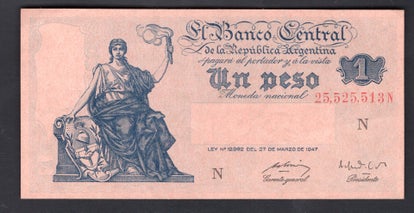 El Banco Central
de la República Argentina
pagará al portador y á la vista
Un peso
1
Moneda nacional
25,525,513N
N
LEY Nº 12.962 DEL 27 DE MARZO DE 1947
N
Gerente general
Presidente